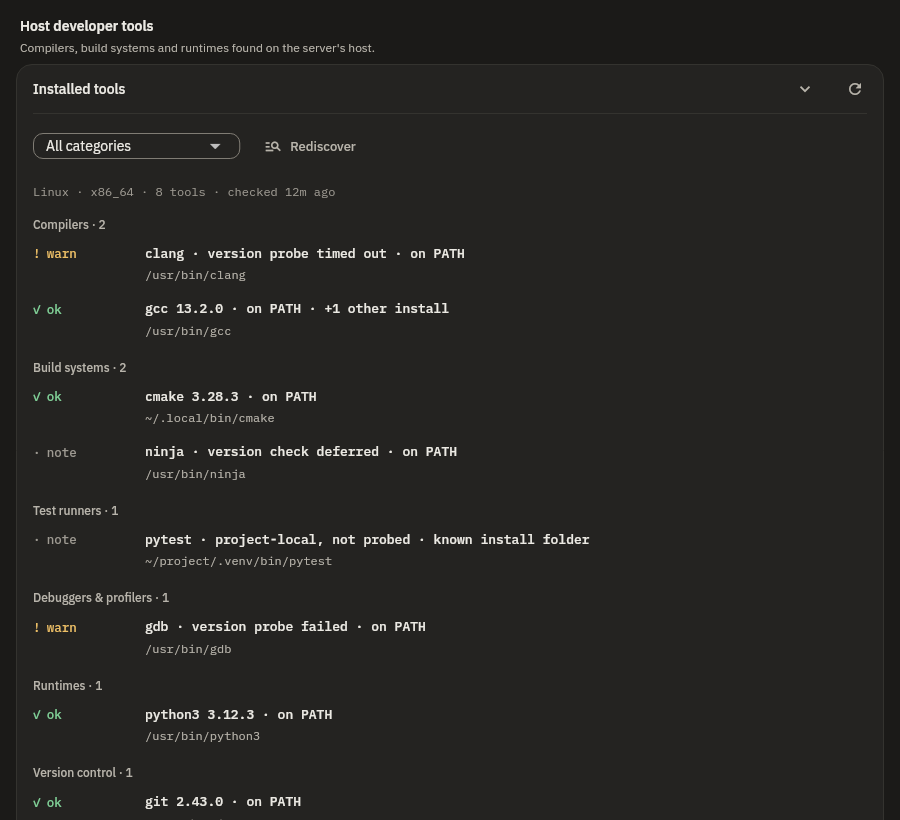 Host developer tools
Compilers, build systems and runtimes found on the server's host.
Installed tools
All categories
Rediscover
Linux · x86_64 · 8 tools · checked 12m ago
Compilers · 2
! warn clang · version probe timed out · on PATH
/usr/bin/clang
√ ok gcc 13.2.0 · on PATH · +1 other install
/usr/bin/gcc
Build systems · 2
√ ok cmake 3.28.3 · on PATH
~/.local/bin/cmake
· note ninja · version check deferred · on PATH
/usr/bin/ninja
Test runners · 1
· note pytest · project-local, not probed · known install folder
~/project/.venv/bin/pytest
Debuggers & profilers · 1
! warn gdb · version probe failed · on PATH
/usr/bin/gdb
Runtimes · 1
√ ok python3 3.12.3 · on PATH
/usr/bin/python3
Version control · 1
√ ok git 2.43.0 · on PATH